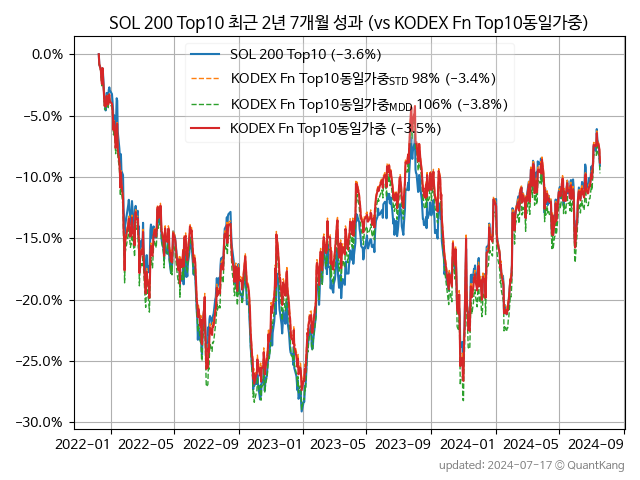 SOL 200 Top10 최근 2년 7개월 성과 (vs KODEX Fn Top10동일가중)
SOL 200 Top10 (−3.6%)
KODEX Fn Top10동일가중STD 98% (−3.4%)
KODEX Fn Top10동일가중MDD 106% (−3.8%)
KODEX Fn Top10동일가중 (−3.5%)
0.0%
−5.0%
−10.0%
−15.0%
−20.0%
−25.0%
−30.0%
2022−01 2022−05 2022−09 2023−01 2023−05 2023−09 2024−01 2024−05 2024−09
updated: 2024-07-17 © QuantKang